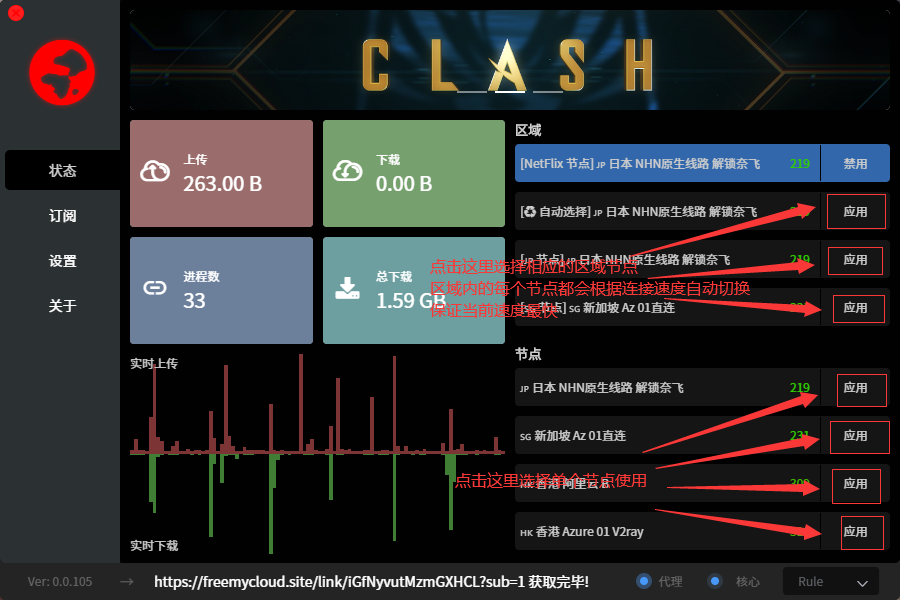 CLASH
状态
订阅
设置
关于
上传
263.00 B
下载
0.00 B
进程数
33
总下载
1.59 GB
实时上传
实时下载
区域
[NetFlix 节点] JP 日本 NHN原生线路 解锁奈飞 219 禁用
[♻ 自动选择] JP 日本 NHN原生线路 解锁奈飞 应用
[JP 节点] JP 日本 NHN原生线路 解锁奈飞 219 应用
[SG 节点] SG 新加坡 Az 01直连 应用
点击这里选择相应的区域节点
区域内的每个节点都会根据连接速度自动切换
保证当前速度最快
节点
JP 日本 NHN原生线路 解锁奈飞 219 应用
SG 新加坡 Az 01直连 231 应用
HK 香港 阿里云 B 309 应用
点击这里选择单个节点使用
HK 香港 Azure 01 V2ray 应用
Ver: 0.0.105 → https://freemycloud.site/link/iGfNyvutMzmGXHCL?sub=1 获取完毕! 代理 核心 Rule